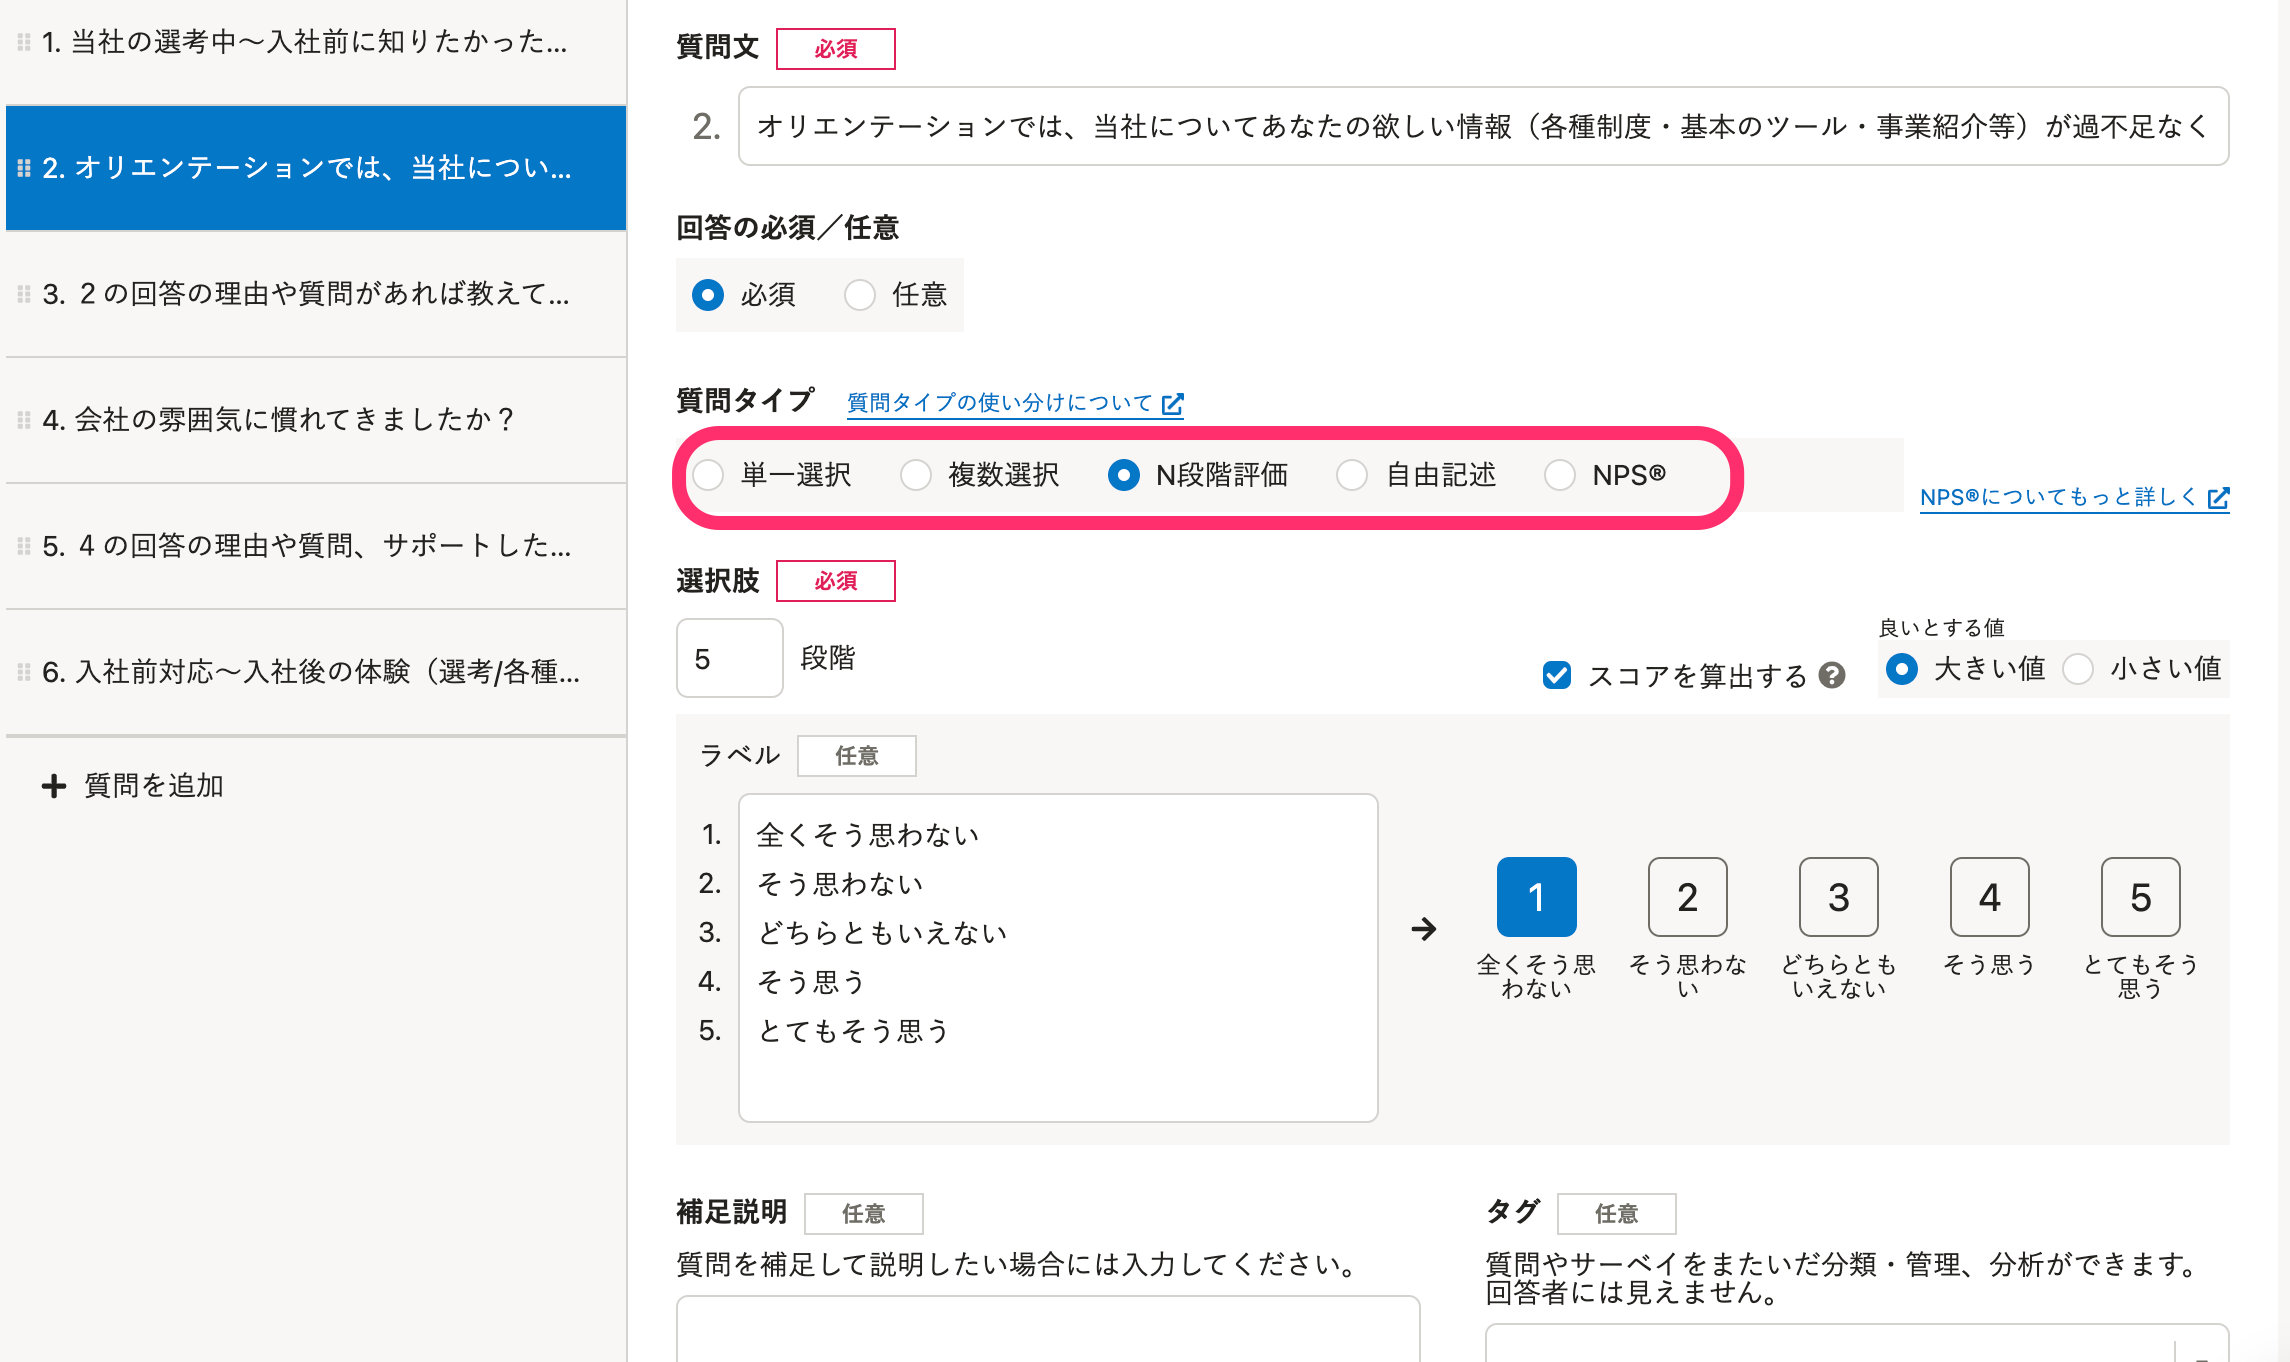 1. 当社の選考中〜入社前に知りたかった...
2. オリエンテーションでは、当社につい...
3. ２の回答の理由や質問があれば教えて...
4. 会社の雰囲気に慣れてきましたか？
5. ４の回答の理由や質問、サポートした...
6. 入社前対応〜入社後の体験（選考/各種...
質問を追加
質問文 必須
2. オリエンテーションでは、当社についてあなたの欲しい情報（各種制度・基本のツール・事業紹介等）が過不足なく
回答の必須／任意
必須 任意
質問タイプ 質問タイプの使い分けについて
単一選択 複数選択 N段階評価 自由記述 NPS®
NPS®についてもっと詳しく
選択肢 必須
5 段階
スコアを算出する ?
良いとする値
大きい値 小さい値
ラベル 任意
1. 全くそう思わない
2. そう思わない
3. どちらともいえない
4. そう思う
5. とてもそう思う
1 2 3 4 5
全くそう思わない そう思わない どちらともいえない そう思う とてもそう思う
補足説明 任意
質問を補足して説明したい場合には入力してください。
タグ 任意
質問やサーベイをまたいだ分類・管理、分析ができます。
回答者には見えません。